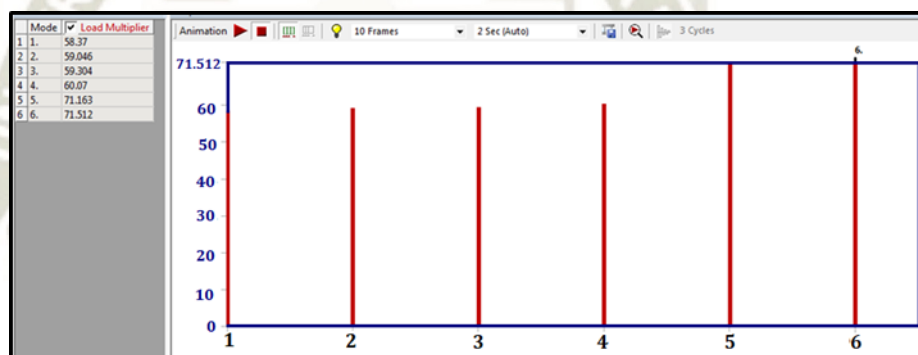 Mode Load Multiplier
1 1. 58.37
2 2. 59.046
3 3. 59.304
4 4. 60.07
5 5. 71.163
6 6. 71.512
Animation 10 Frames 2 Sec (Auto) 3 Cycles
6.
71.512
60
50
40
30
20
10
0
1 2 3 4 5 6